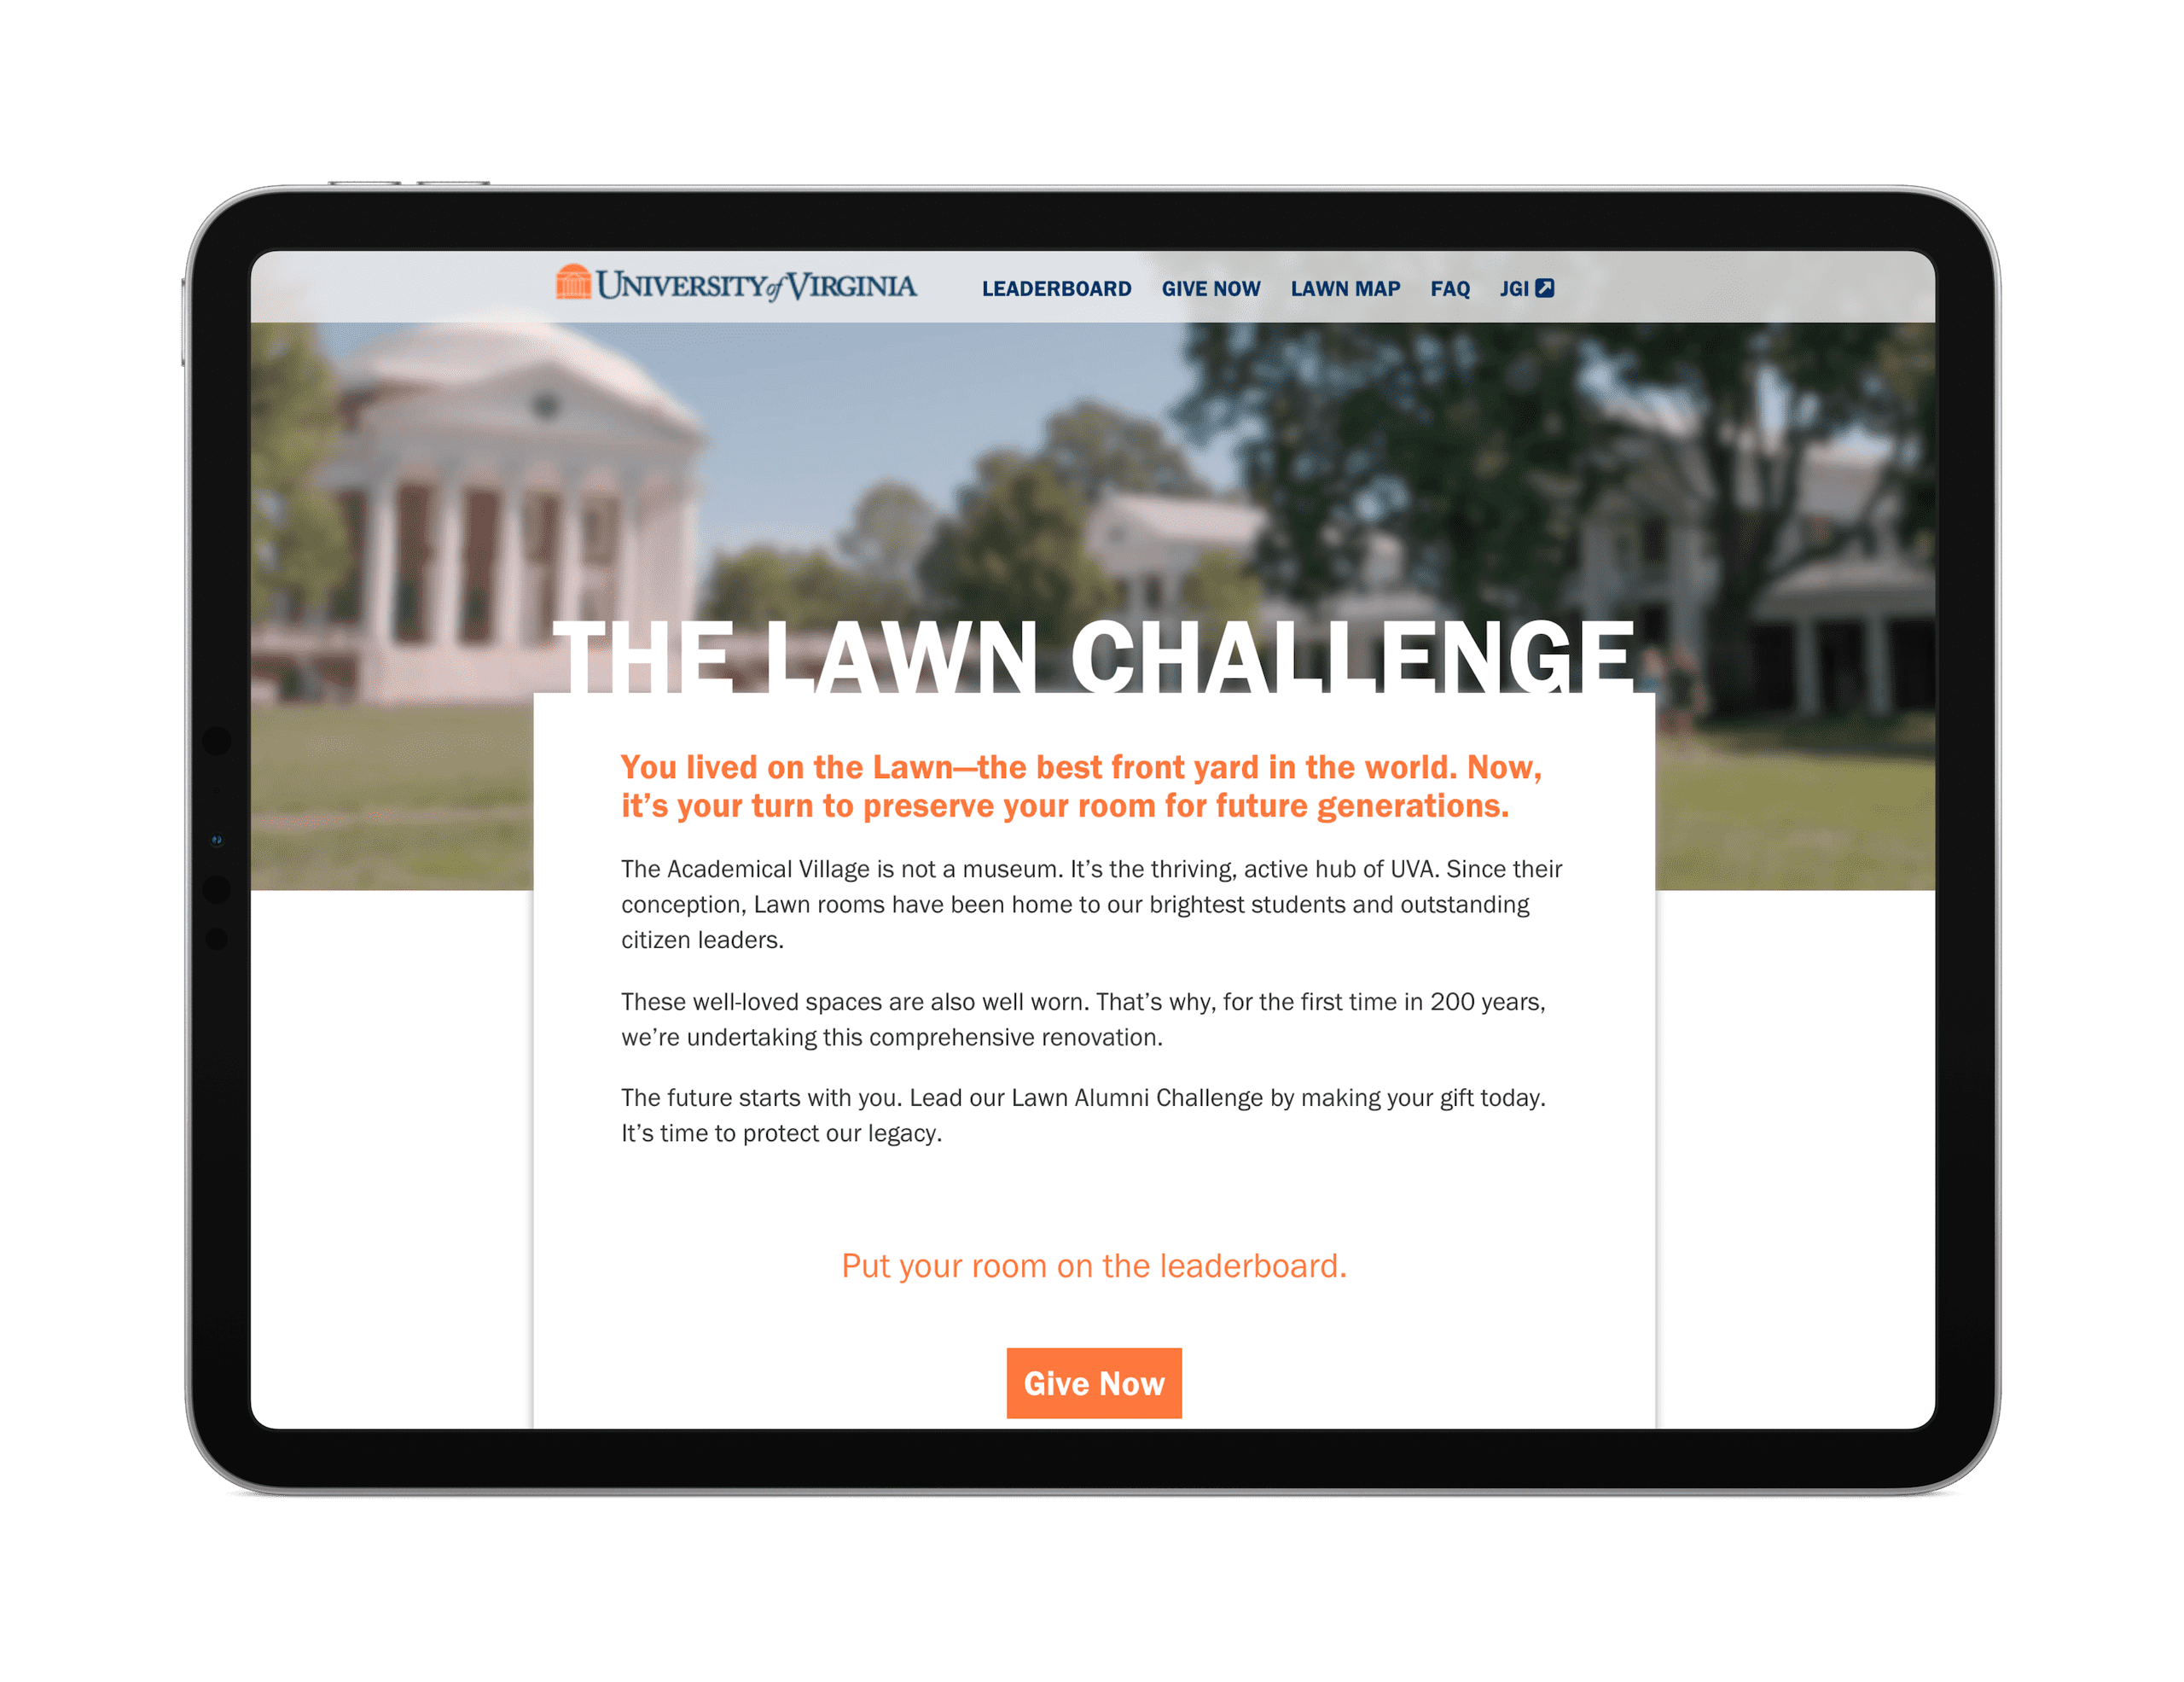 UNIVERSITY of VIRGINIA
LEADERBOARD GIVE NOW LAWN MAP FAQ JGI
THE LAWN CHALLENGE
You lived on the Lawn—the best front yard in the world. Now,
it’s your turn to preserve your room for future generations.
The Academical Village is not a museum. It’s the thriving, active hub of UVA. Since their
conception, Lawn rooms have been home to our brightest students and outstanding
citizen leaders.
These well-loved spaces are also well worn. That’s why, for the first time in 200 years,
we’re undertaking this comprehensive renovation.
The future starts with you. Lead our Lawn Alumni Challenge by making your gift today.
It’s time to protect our legacy.
Put your room on the leaderboard.
Give Now